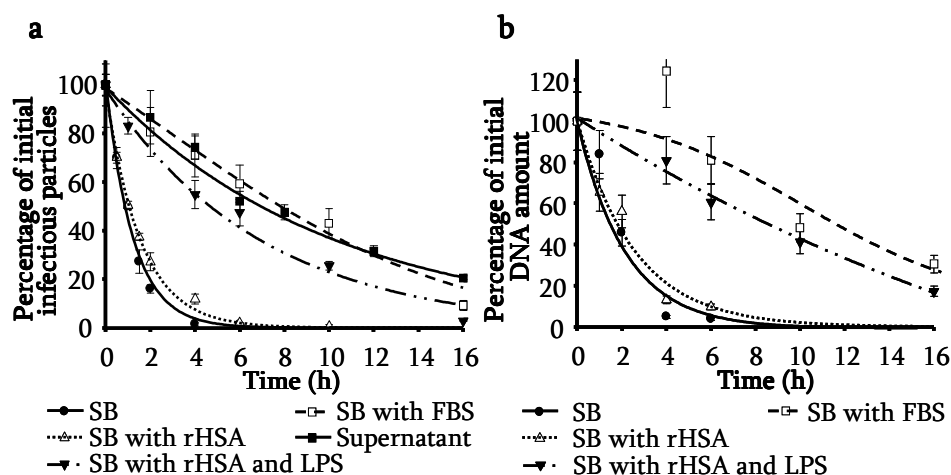 a
Percentage of initial
infectious particles
100
80
60
40
20
0
0 2 4 6 8 10 12 14 16
Time (h)
SB
SB with rHSA
SB with rHSA and LPS
SB with FBS
Supernatant
b
Percentage of initial
DNA amount
120
100
80
60
40
20
0
0 2 4 6 8 10 12 14 16
Time (h)
SB
SB with rHSA
SB with rHSA and LPS
SB with FBS